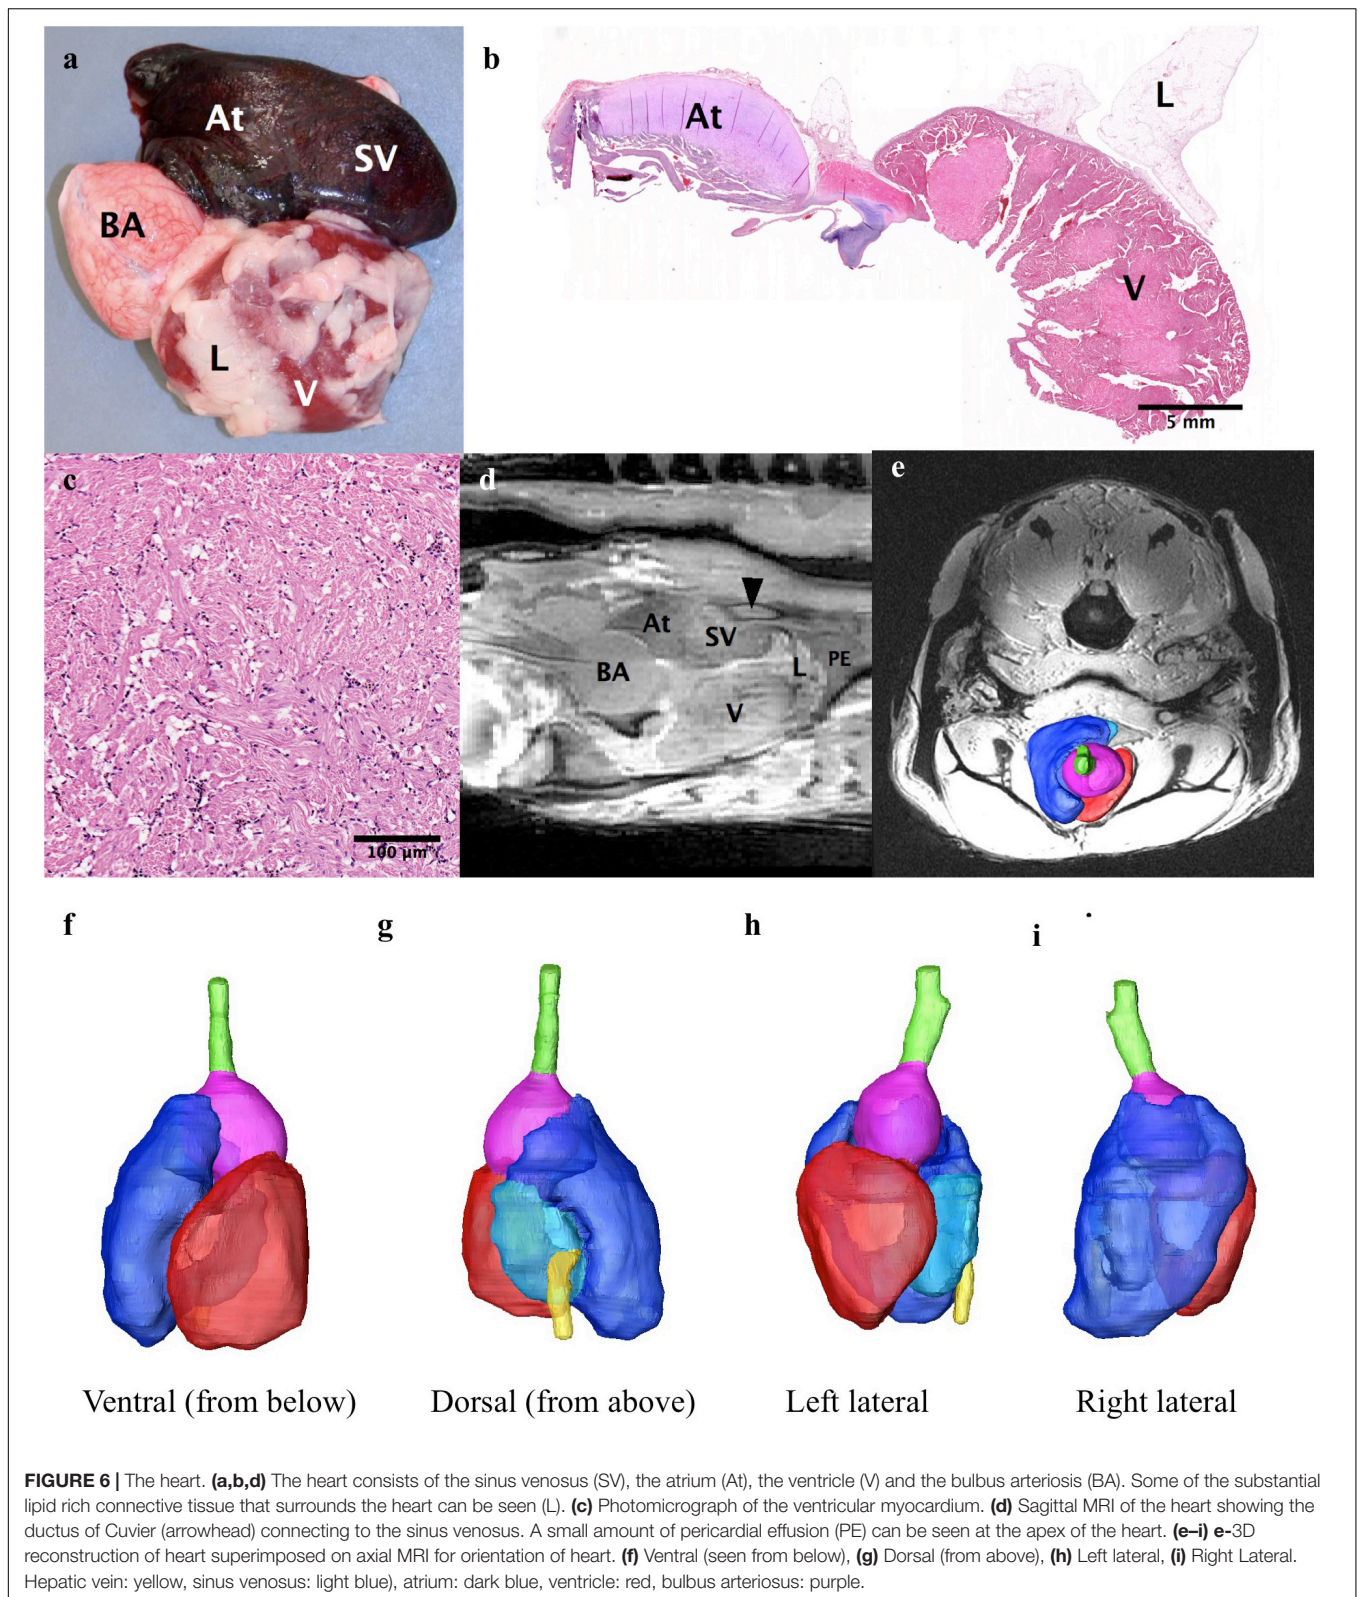 a
At
SV
BA
L
V
b
At
L
V
5 mm
c
100 µm
d
At
SV
BA
L
PE
V
e
f
g
h
i
Ventral (from below)
Dorsal (from above)
Left lateral
Right lateral
FIGURE 6 | The heart. (a,b,d) The heart consists of the sinus venosus (SV), the atrium (At), the ventricle (V) and the bulbus arteriosis (BA). Some of the substantial
lipid rich connective tissue that surrounds the heart can be seen (L). (c) Photomicrograph of the ventricular myocardium. (d) Sagittal MRI of the heart showing the
ductus of Cuvier (arrowhead) connecting to the sinus venosus. A small amount of pericardial effusion (PE) can be seen at the apex of the heart. (e–i) e-3D
reconstruction of heart superimposed on axial MRI for orientation of heart. (f) Ventral (seen from below), (g) Dorsal (from above), (h) Left lateral, (i) Right Lateral.
Hepatic vein: yellow, sinus venosus: light blue), atrium: dark blue, ventricle: red, bulbus arteriosus: purple.